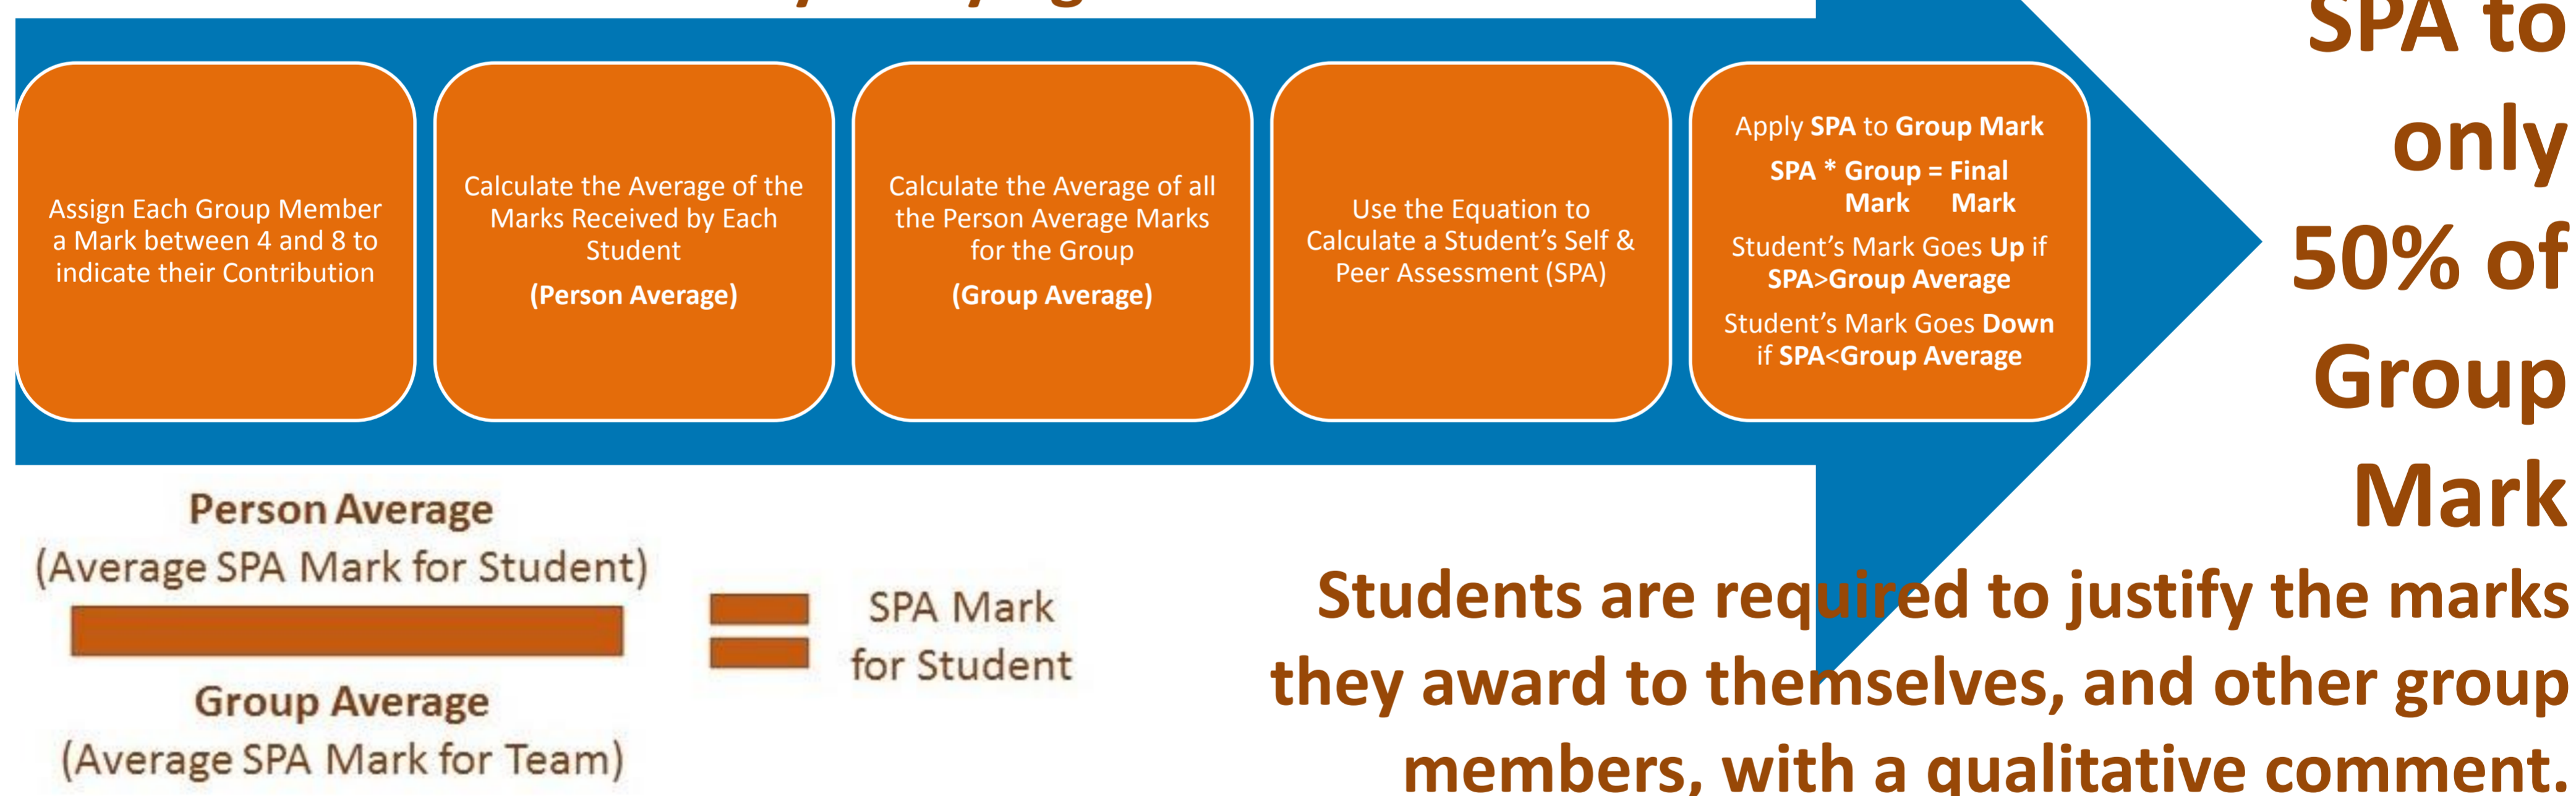 SPA to
only
50% of
Group
Mark
Assign Each Group Member
a Mark between 4 and 8 to
indicate their Contribution
Calculate the Average of the
Marks Received by Each
Student
(Person Average)
Calculate the Average of all
the Person Average Marks
for the Group
(Group Average)
Use the Equation to
Calculate a Student's Self &
Peer Assessment (SPA)
Apply SPA to Group Mark
SPA * Group = Final
Mark Mark
Student's Mark Goes Up if
SPA>Group Average
Student's Mark Goes Down
if SPA<Group Average
Person Average
(Average SPA Mark for Student)
Group Average
(Average SPA Mark for Team)
=
SPA Mark
for Student
Students are required to justify the marks
they award to themselves, and other group
members, with a qualitative comment.